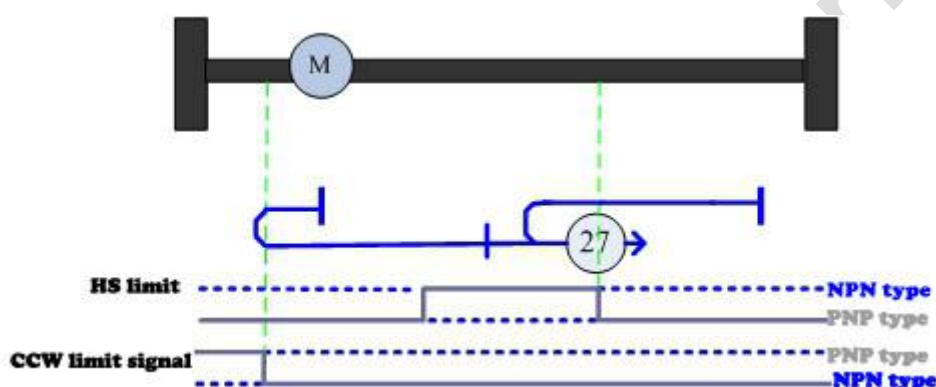 M
27
HS limit
NPN type
PNP type
CCW limit signal
PNP type
NPN type